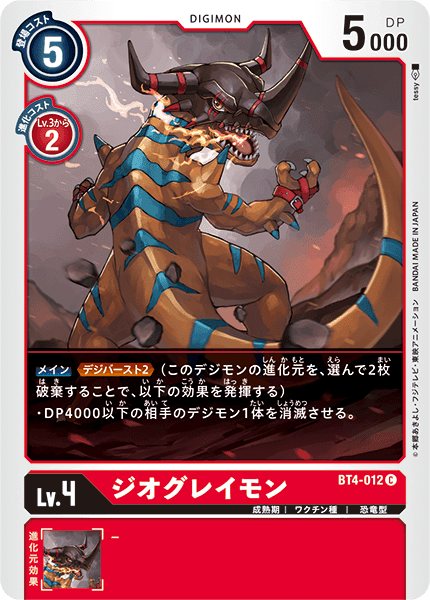 登場コスト
5
DIGIMON
DP
5000
進化コスト
Lv.3から
2
tessy
BANDAI MADE IN JAPAN
©本郷あきよし・フジテレビ・東映アニメーション
メイン デジバースト2 (このデジモンの進化元を、選んで2枚
破棄することで、以下の効果を発揮する)
・DP4000以下の相手のデジモン1体を消滅させる。
BT4-012 C
Lv.4 ジオグレイモン
成熟期 | ワクチン種 | 恐竜型
進化元効果
–